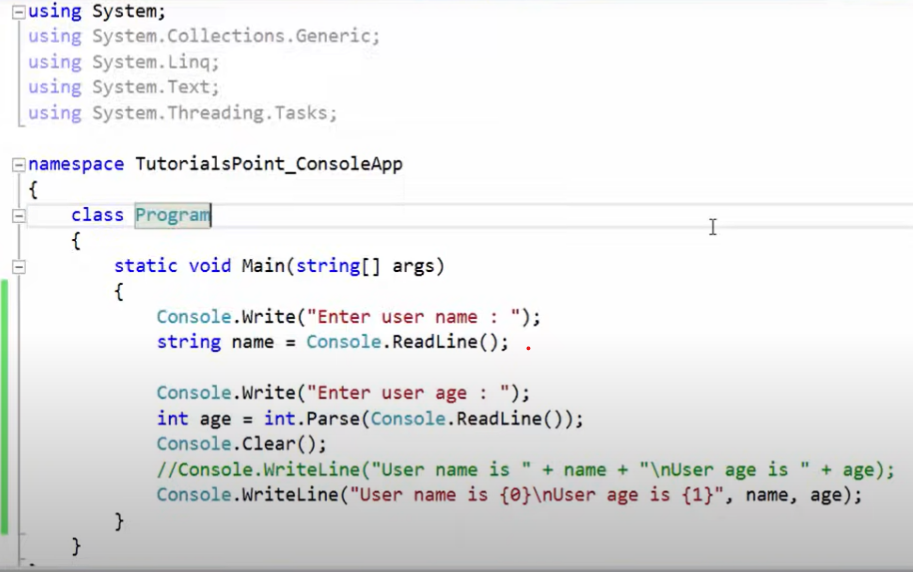 using System;
using System.Collections.Generic;
using System.Linq;
using System.Text;
using System.Threading.Tasks;
namespace TutorialsPoint_ConsoleApp
{
class Program
{
static void Main(string[] args)
{
Console.Write("Enter user name : ");
string name = Console.ReadLine();
Console.Write("Enter user age : ");
int age = int.Parse(Console.ReadLine());
Console.Clear();
//Console.WriteLine("User name is " + name + "\nUser age is " + age);
Console.WriteLine("User name is {0}\nUser age is {1}", name, age);
}
}